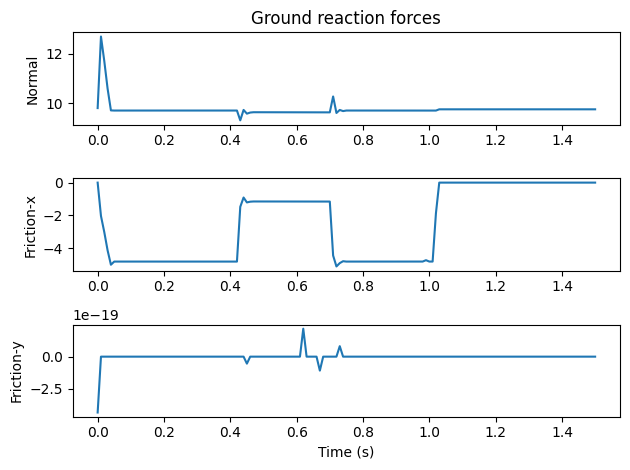 Ground reaction forces
Normal
12
10
0.0 0.2 0.4 0.6 0.8 1.0 1.2 1.4
Friction-x
0
−2
−4
0.0 0.2 0.4 0.6 0.8 1.0 1.2 1.4
1e−19
Friction-y
0.0
−2.5
0.0 0.2 0.4 0.6 0.8 1.0 1.2 1.4
Time (s)